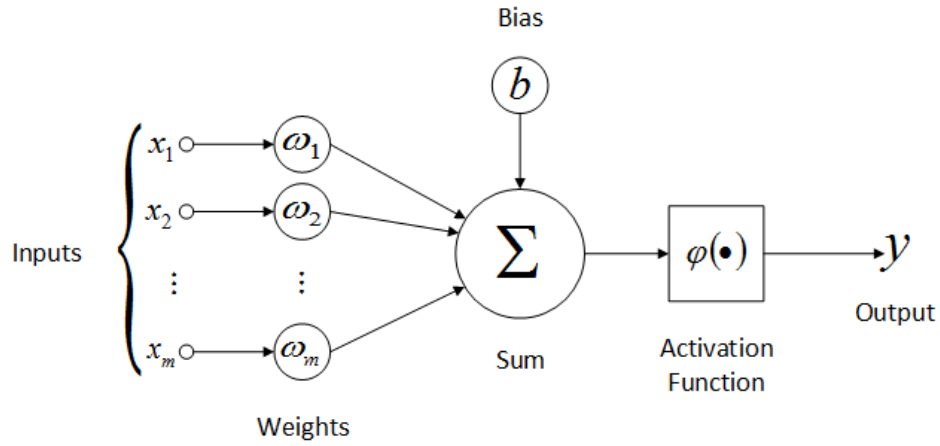 Bias
b
x₁ ω₁
x₂ ω₂
Inputs
⋮ ⋮
Σ
φ(•)
y
Output
xₘ ωₘ
Sum
Activation
Function
Weights